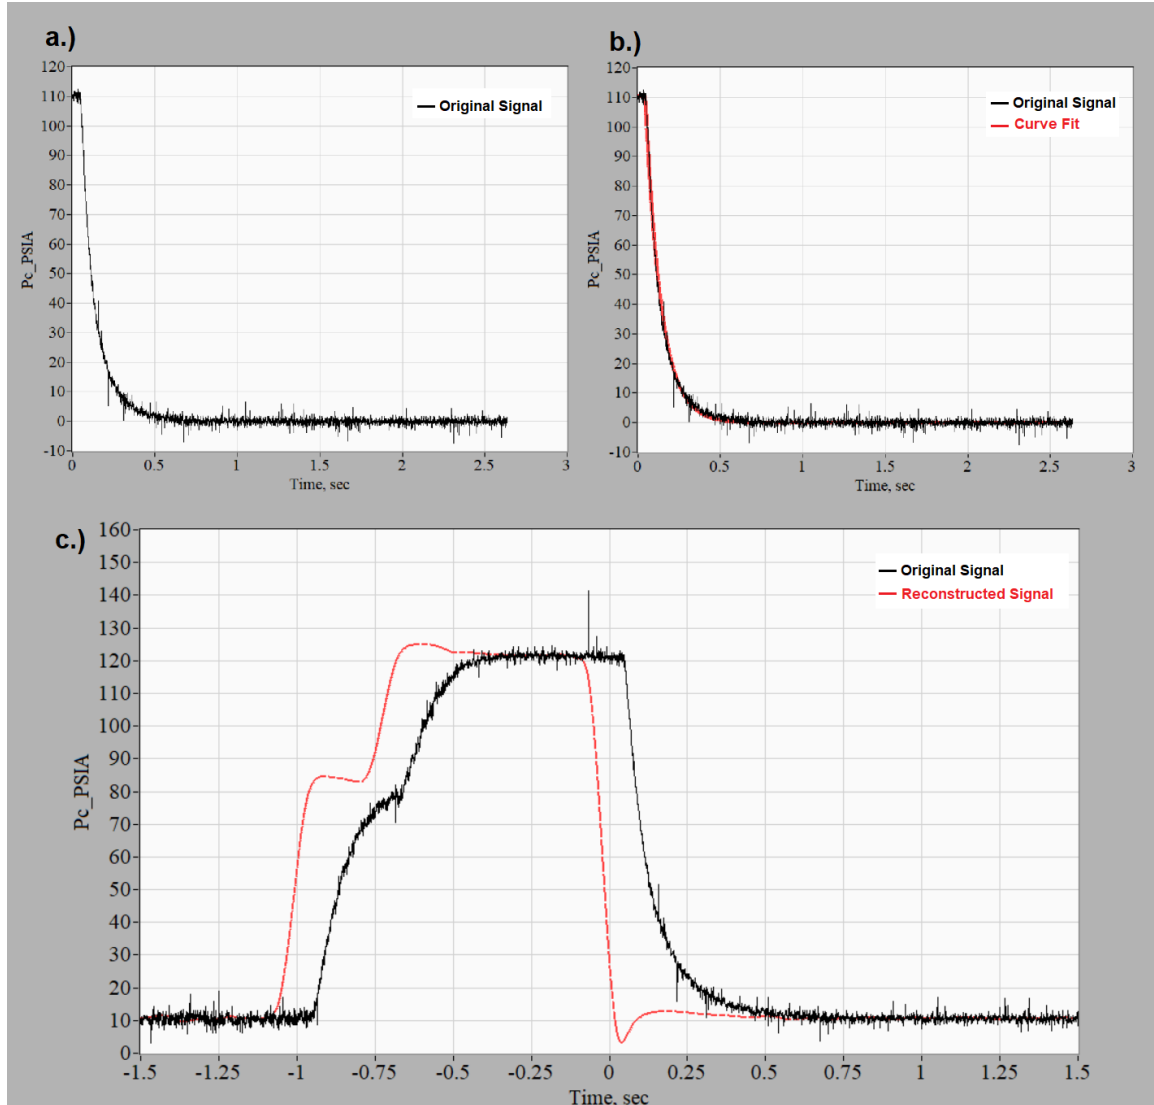 a.)
120
110
100
90
80
70
60
50
40
30
20
10
0
-10
Pc_PSIA
0 0.5 1 1.5 2 2.5 3
Time, sec
Original Signal
b.)
120
110
100
90
80
70
60
50
40
30
20
10
0
-10
Pc_PSIA
0 0.5 1 1.5 2 2.5 3
Time, sec
Original Signal
Curve Fit
c.)
160
150
140
130
120
110
100
90
80
70
60
50
40
30
20
10
0
Pc_PSIA
-1.5 -1.25 -1 -0.75 -0.5 -0.25 0 0.25 0.5 0.75 1 1.25 1.5
Time, sec
Original Signal
Reconstructed Signal